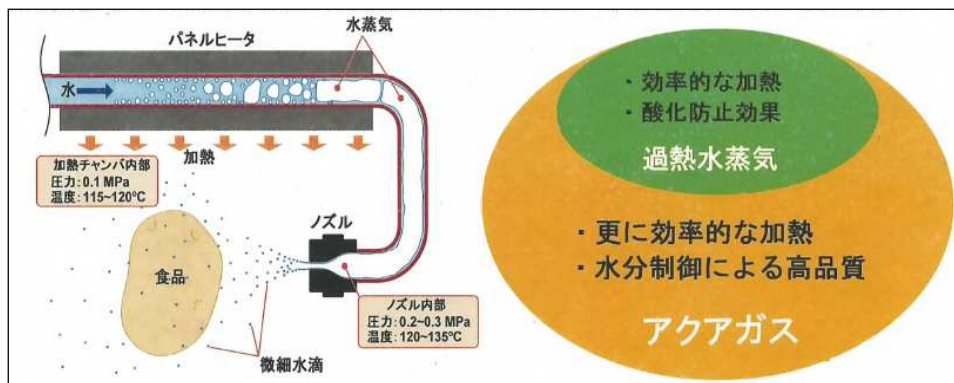 パネルヒータ
水蒸気
水
加熱
加熱チャンバ内部
圧力:0.1 MPa
温度:115~120℃
ノズル
食品
ノズル内部
圧力:0.2~0.3 MPa
温度:120~135℃
微細水滴
・効率的な加熱
・酸化防止効果
過熱水蒸気
・更に効率的な加熱
・水分制御による高品質
アクアガス